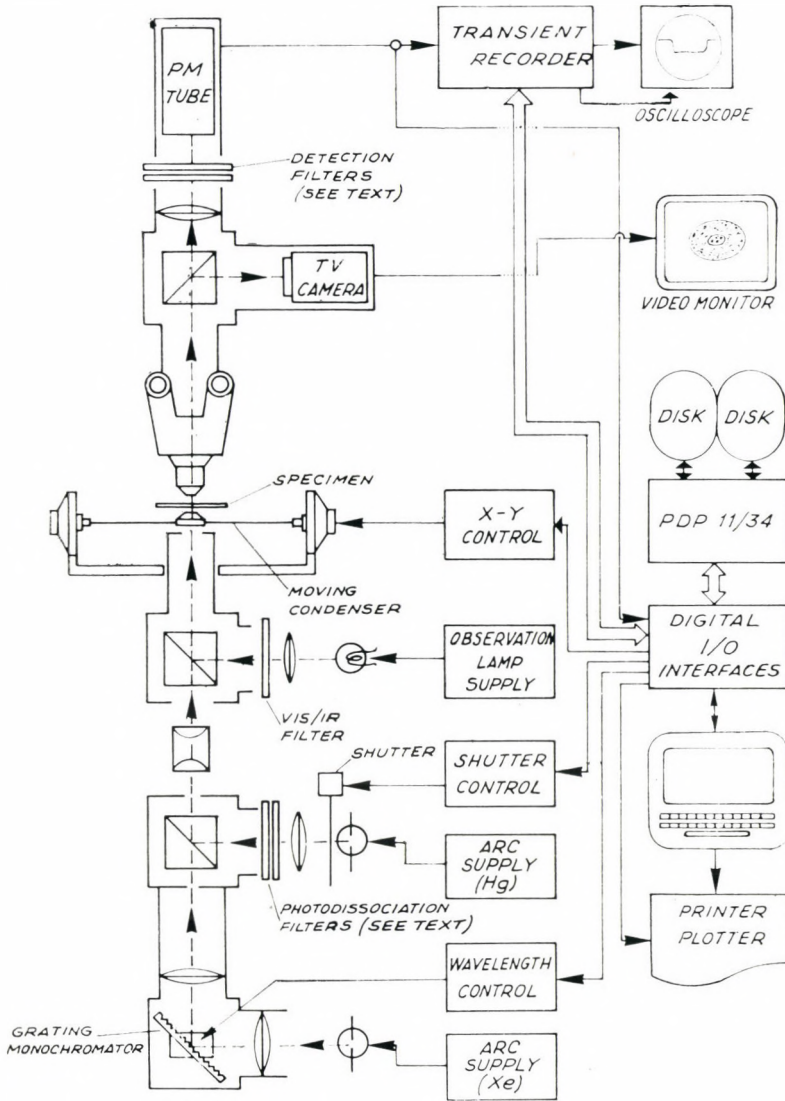 PM
TUBE
TRANSIENT
RECORDER
OSCILLOSCOPE
DETECTION
FILTERS
(SEE TEXT)
TV
CAMERA
VIDEO MONITOR
DISK
DISK
SPECIMEN
X-Y
CONTROL
PDP 11/34
MOVING
CONDENSER
OBSERVATION
LAMP
SUPPLY
DIGITAL
I/O
INTERFACES
VIS/IR
FILTER
SHUTTER
SHUTTER
CONTROL
ARC
SUPPLY
(Hg)
PHOTODISSOCIATION
FILTERS (SEE TEXT)
PRINTER
PLOTTER
WAVELENGTH
CONTROL
GRATING
MONOCHROMATOR
ARC
SUPPLY
(Xe)